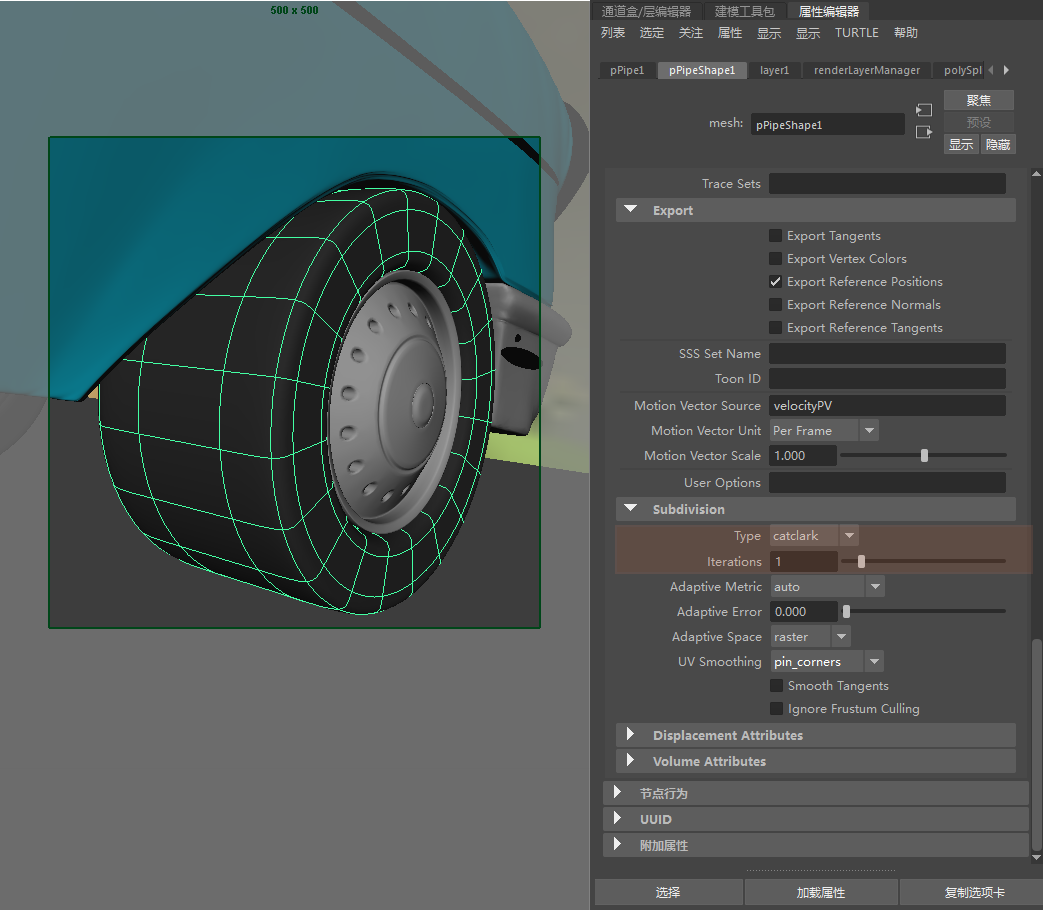 500 x 500
通道盒/层编辑器 建模工具包 属性编辑器
列表 选定 关注 属性 显示 显示 TURTLE 帮助
pPipe1 pPipeShape1 layer1 renderLayerManager polySpl
聚焦
mesh: pPipeShape1
预设
显示 隐藏
Trace Sets
Export
Export Tangents
Export Vertex Colors
Export Reference Positions
Export Reference Normals
Export Reference Tangents
SSS Set Name
Toon ID
Motion Vector Source velocityPV
Motion Vector Unit Per Frame
Motion Vector Scale 1.000
User Options
Subdivision
Type catclark
Iterations 1
Adaptive Metric auto
Adaptive Error 0.000
Adaptive Space raster
UV Smoothing pin_corners
Smooth Tangents
Ignore Frustum Culling
Displacement Attributes
Volume Attributes
节点行为
UUID
附加属性
选择 加载属性 复制选项卡